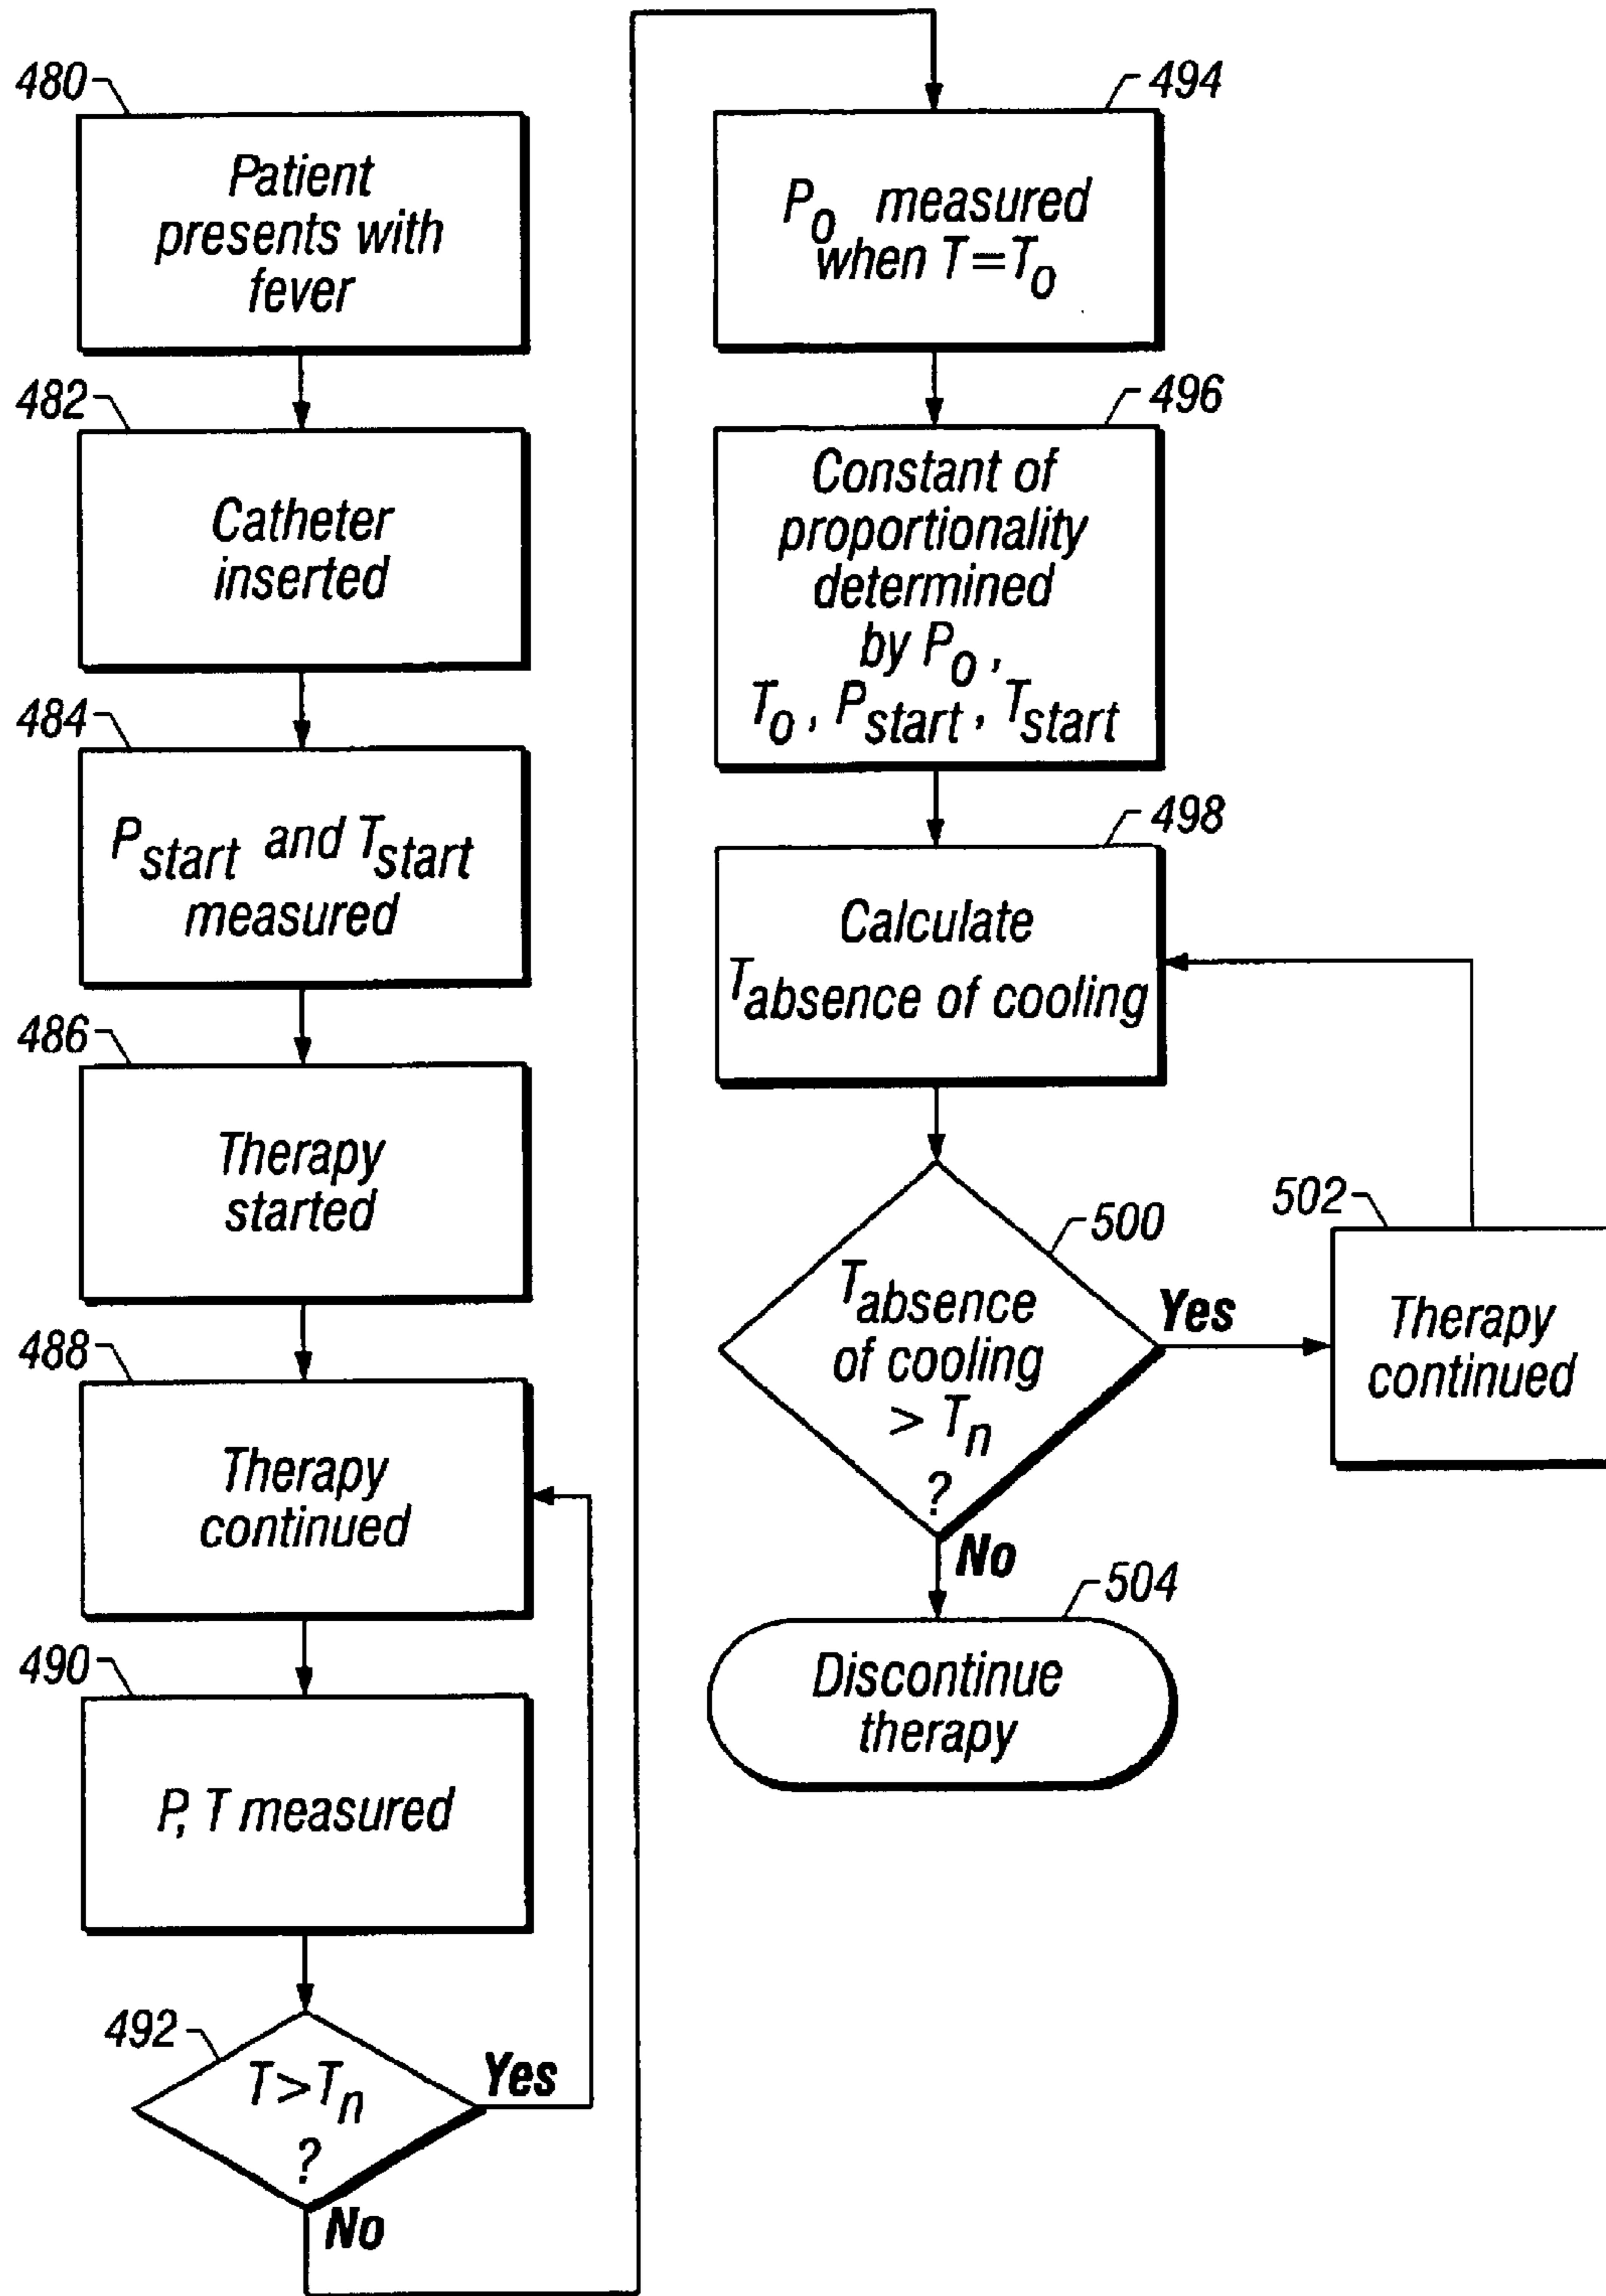 480
Patient
presents with
fever
482
Catheter
inserted
484
Pstart and Tstart
measured
486
Therapy
started
488
Therapy
continued
490
P, T measured
492
T>Tn
?
Yes
No
494
Po measured
when T=To
496
Constant of
proportionality
determined
by Po,
To, Pstart, Tstart
498
Calculate
Tabsence of cooling
500
Tabsence
of cooling
> Tn
?
Yes
No
502
Therapy
continued
504
Discontinue
therapy